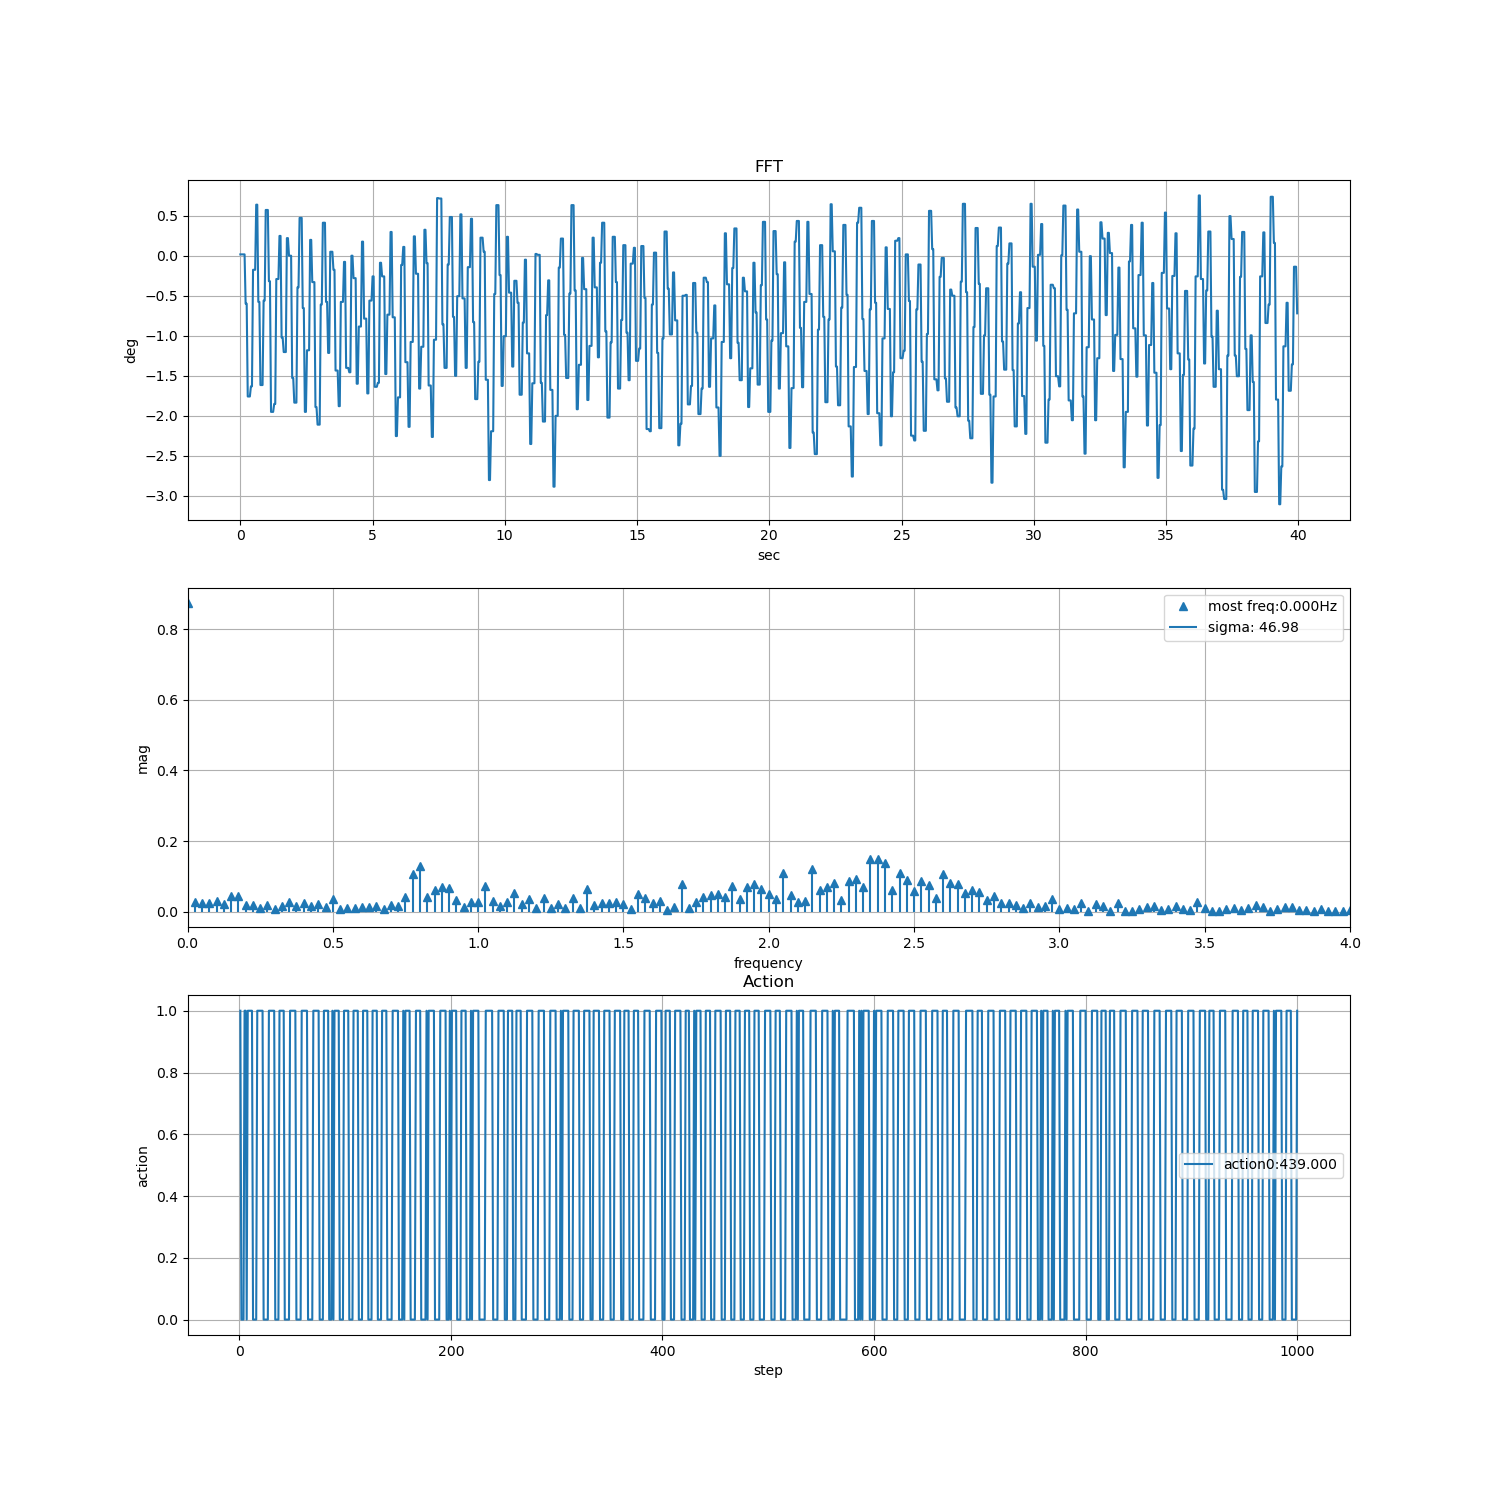 FFT
0.5
0.0
−0.5
−1.0
−1.5
−2.0
−2.5
−3.0
deg
0 5 10 15 20 25 30 35 40
sec
most freq:0.000Hz
sigma: 46.98
0.8
0.6
0.4
0.2
0.0
mag
0.0 0.5 1.0 1.5 2.0 2.5 3.0 3.5 4.0
frequency
Action
1.0
0.8
0.6
0.4
0.2
0.0
action
action0:439.000
0 200 400 600 800 1000
step